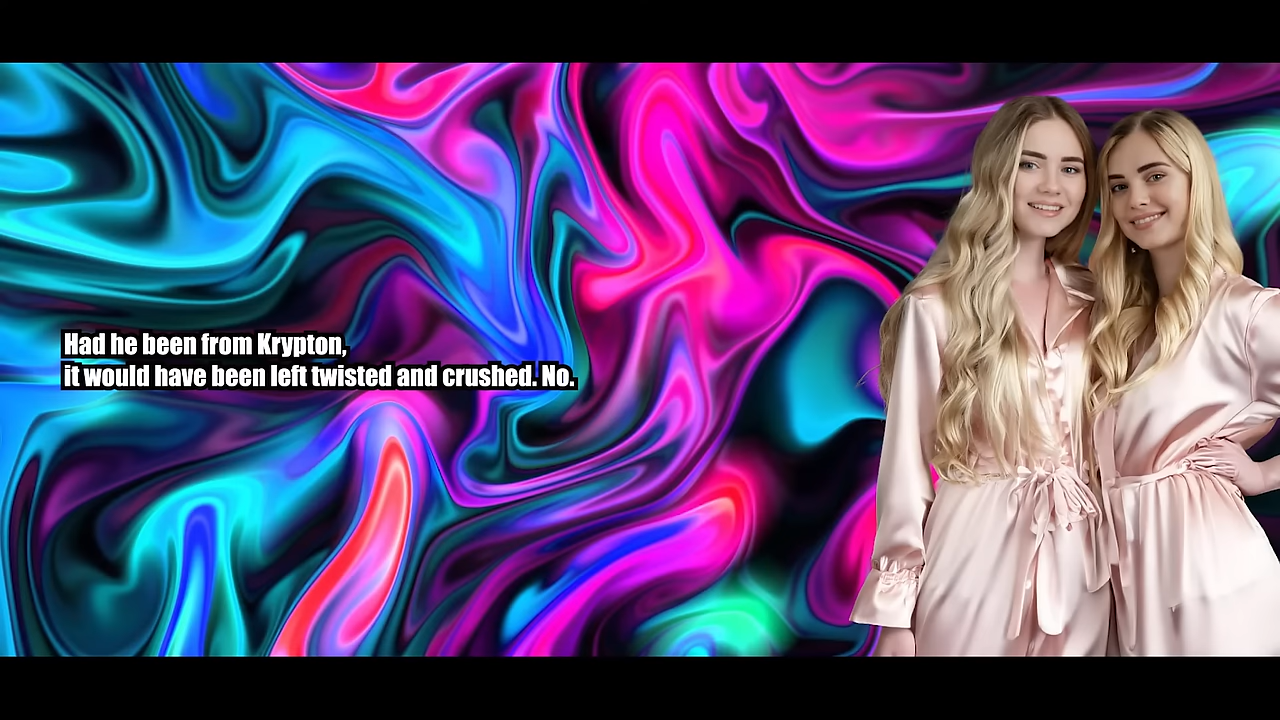 Had he been from Krypton,
it would have been left twisted and crushed. No.